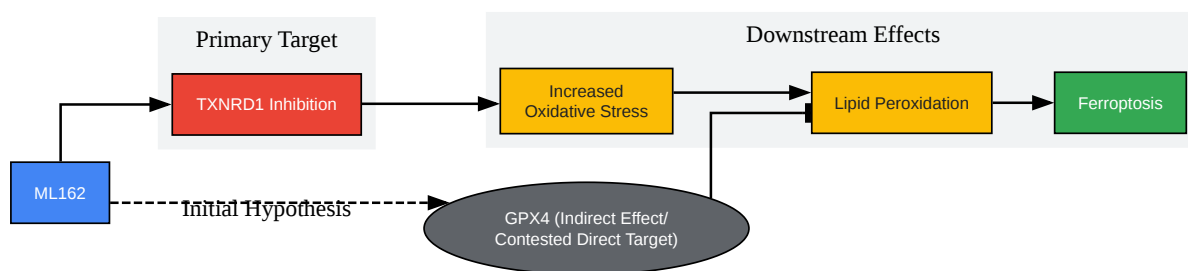 Primary Target
Downstream Effects
TXNRD1 Inhibition
Increased
Oxidative Stress
Lipid Peroxidation
Ferroptosis
ML162
Initial Hypothesis
GPX4 (Indirect Effect/
Contested Direct Target)